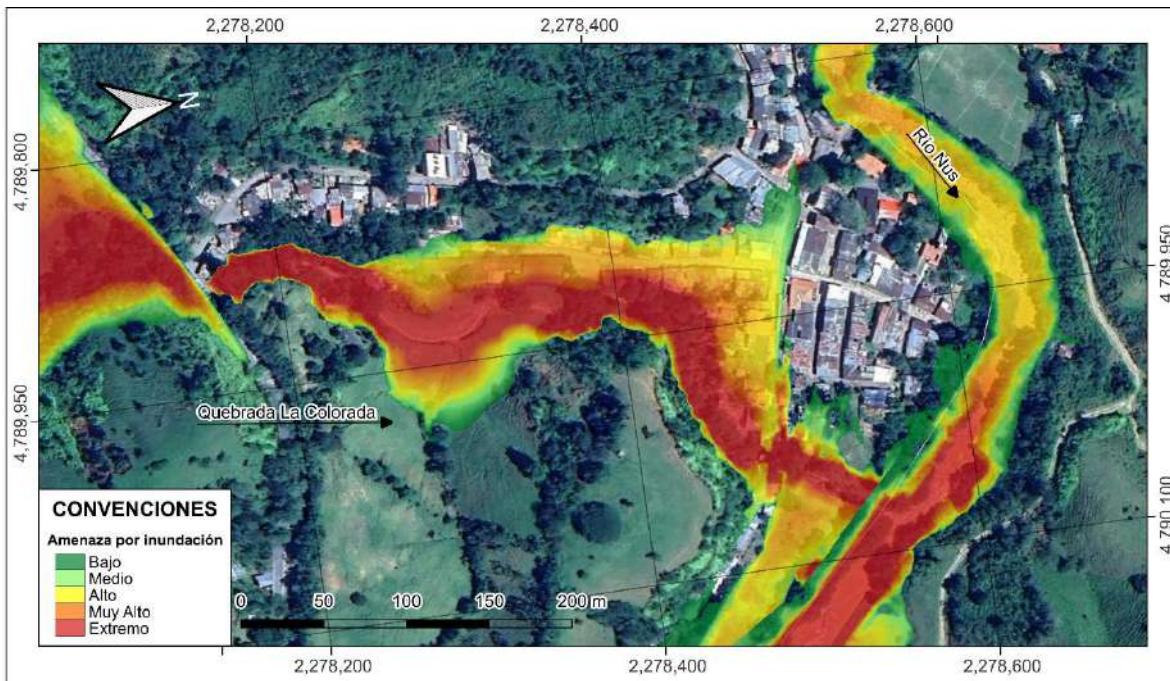 2,278,200
2,278,400
2,278,600
N
Río Nus
4,789,800
4,789,950
4,789,950
4,790,100
Quebrada La Colorada
CONVENCIONES
Amenaza por inundación
Bajo
Medio
Alto
Muy Alto
Extremo
0 50 100 150 200 m
2,278,200
2,278,400
2,278,600